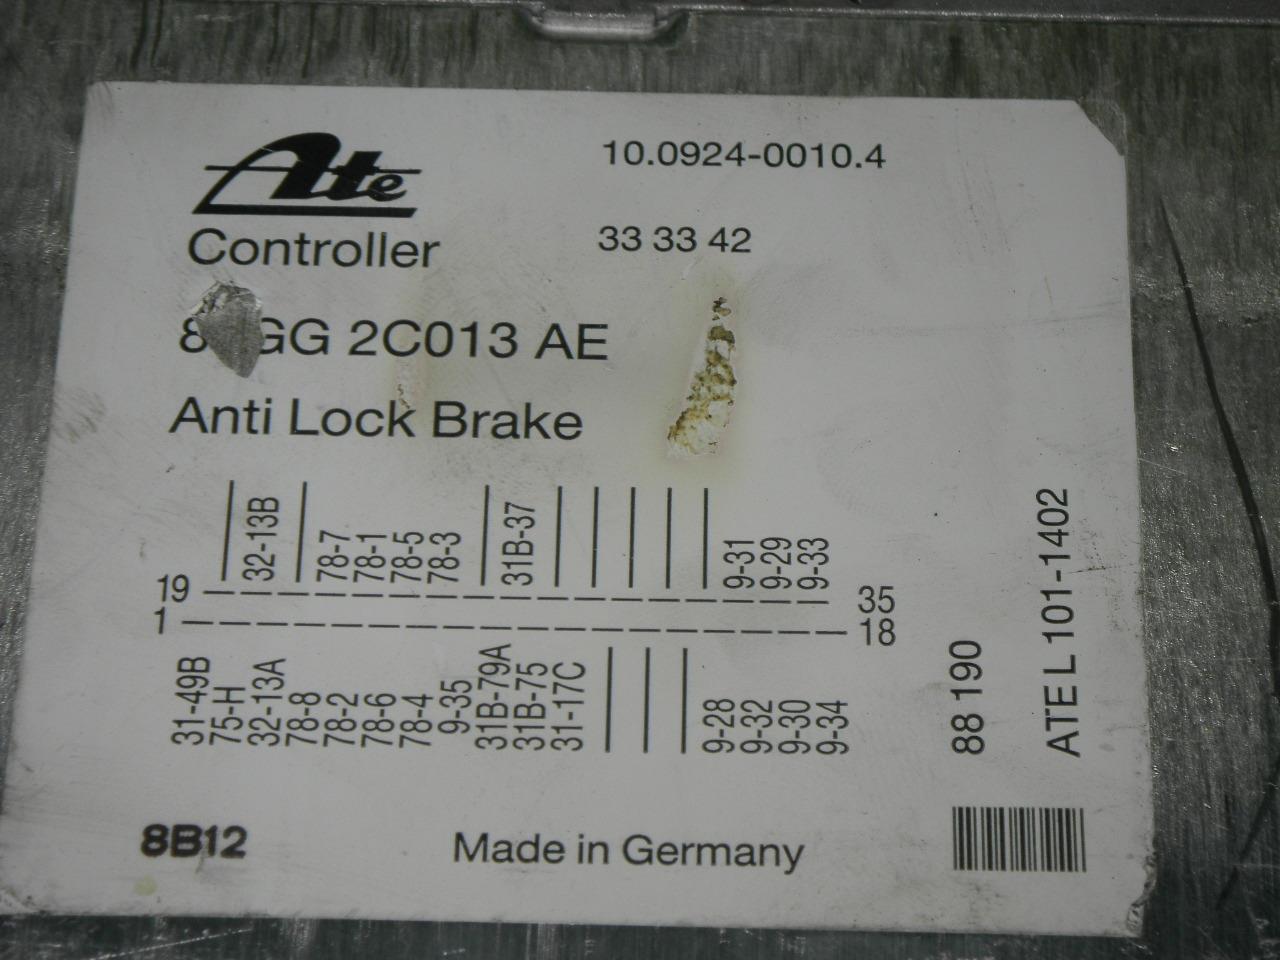 Ate
10.0924-0010.4
Controller
33 33 42
8 GG 2C013 AE
Anti Lock Brake
32-13B
78-7
78-1
78-5
78-3
31B-37
9-31
9-29
9-33
19
35
1
18
31-49B
75-H
32-13A
78-8
78-2
78-6
78-4
9-35
31B-79A
31B-75
31-17C
9-28
9-32
9-30
9-34
88 190
ATE L 101-1402
8B12
Made in Germany